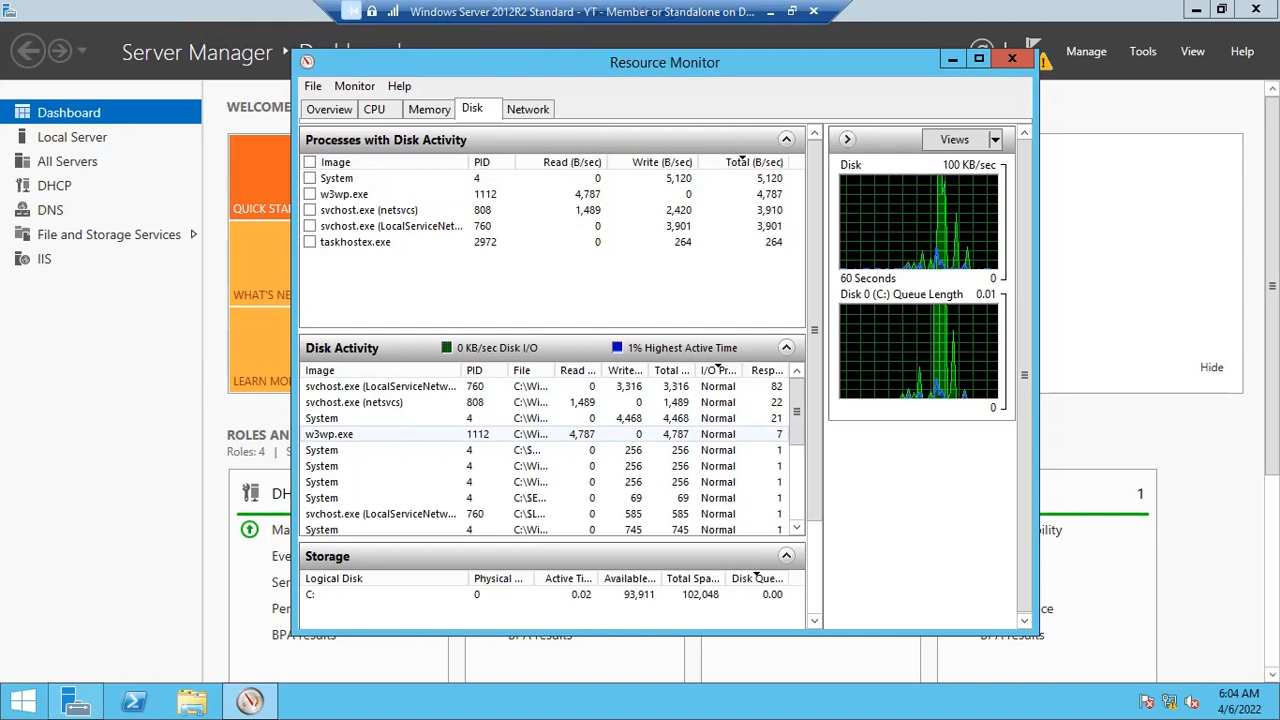 Windows Server 2012R2 Standard - YT - Member or Standalone on D...
Server Manager
Manage Tools View Help
Resource Monitor
File Monitor Help
Overview CPU Memory Disk Network
Dashboard
Local Server
All Servers
DHCP
DNS
File and Storage Services
IIS
WELCOME
QUICK STA
WHAT'S NE
LEARN MO
Hide
ROLES AN
Roles: 4
Processes with Disk Activity
Image PID Read (B/sec) Write (B/sec) Total (B/sec)
System 4 0 5,120 5,120
w3wp.exe 1112 4,787 0 4,787
svchost.exe (netsvcs) 808 1,489 2,420 3,910
svchost.exe (LocalServiceNet... 760 0 3,901 3,901
taskhostex.exe 2972 0 264 264
Disk Activity 0 KB/sec Disk I/O 1% Highest Active Time
Image PID File Read ... Write... Total ... I/O Pr... Resp...
svchost.exe (LocalServiceNetw... 760 C:\Wi... 0 3,316 3,316 Normal 82
svchost.exe (netsvcs) 808 C:\Wi... 1,489 0 1,489 Normal 22
System 4 C:\Wi... 0 4,468 4,468 Normal 21
w3wp.exe 1112 C:\Wi... 4,787 0 4,787 Normal 7
System 4 C:\$... 0 256 256 Normal 1
System 4 C:\Wi... 0 256 256 Normal 1
System 4 C:\Wi... 0 256 256 Normal 1
System 4 C:\$E... 0 69 69 Normal 1
svchost.exe (LocalServiceNetw... 760 C:\$L... 0 585 585 Normal 1
System 4 C:\Wi... 0 745 745 Normal 1
Storage
Logical Disk Physical ... Active Ti... Available... Total Spa... Disk Que...
C: 0 0.02 93,911 102,048 0.00
Views
Disk 100 KB/sec
60 Seconds 0
Disk 0 (C:) Queue Length 0.01
0
DH
1
Ma
bility
Eve
Ser
Per
ce
BPA results
BPA results
BPA results
BPA results
6:04 AM
4/6/2022